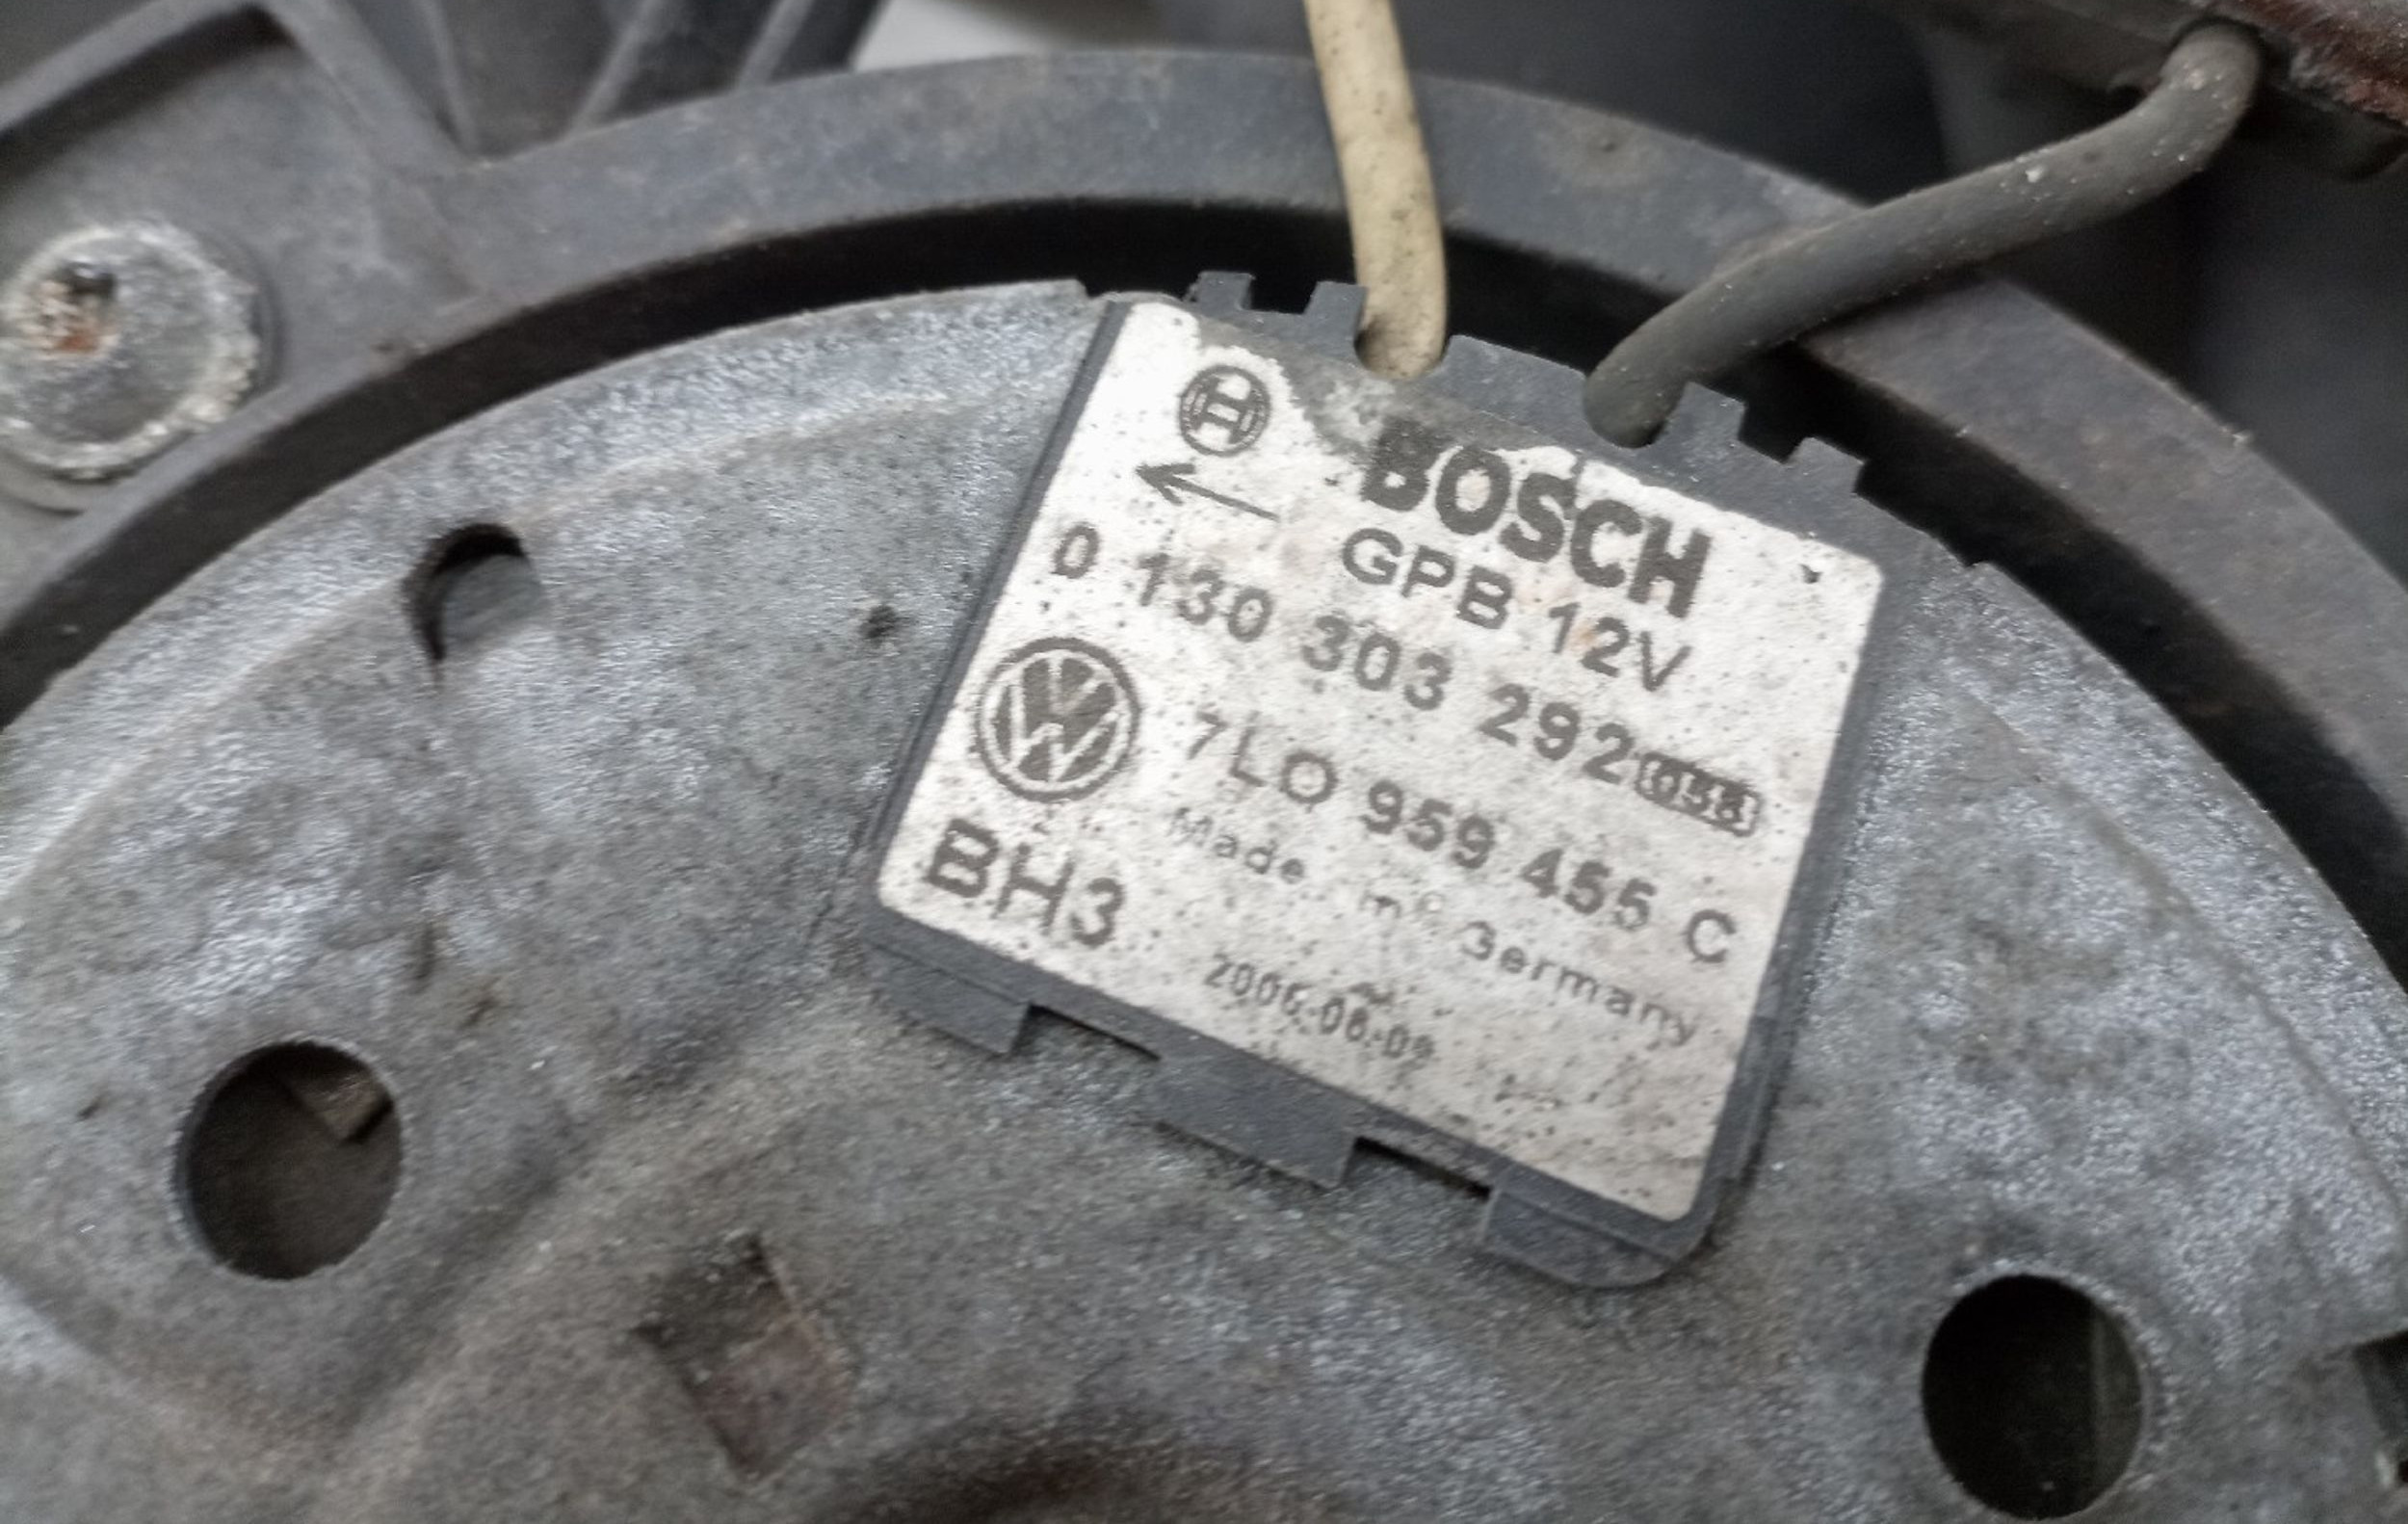 BOSCH
GPB 12V
0 130 303 292 058
7L0 959 455 C
Made in Germany
BH3
2006-06-09